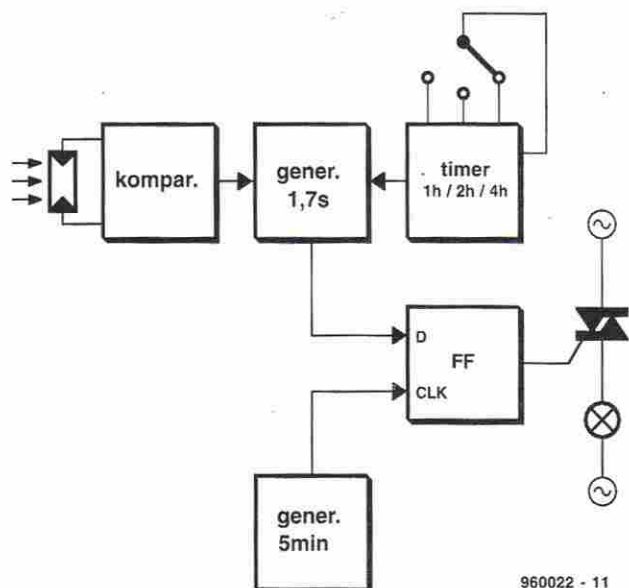 kompar.
gener.
1,7s
timer
1h / 2h / 4h
D
FF
CLK
gener.
5min
960022 - 11